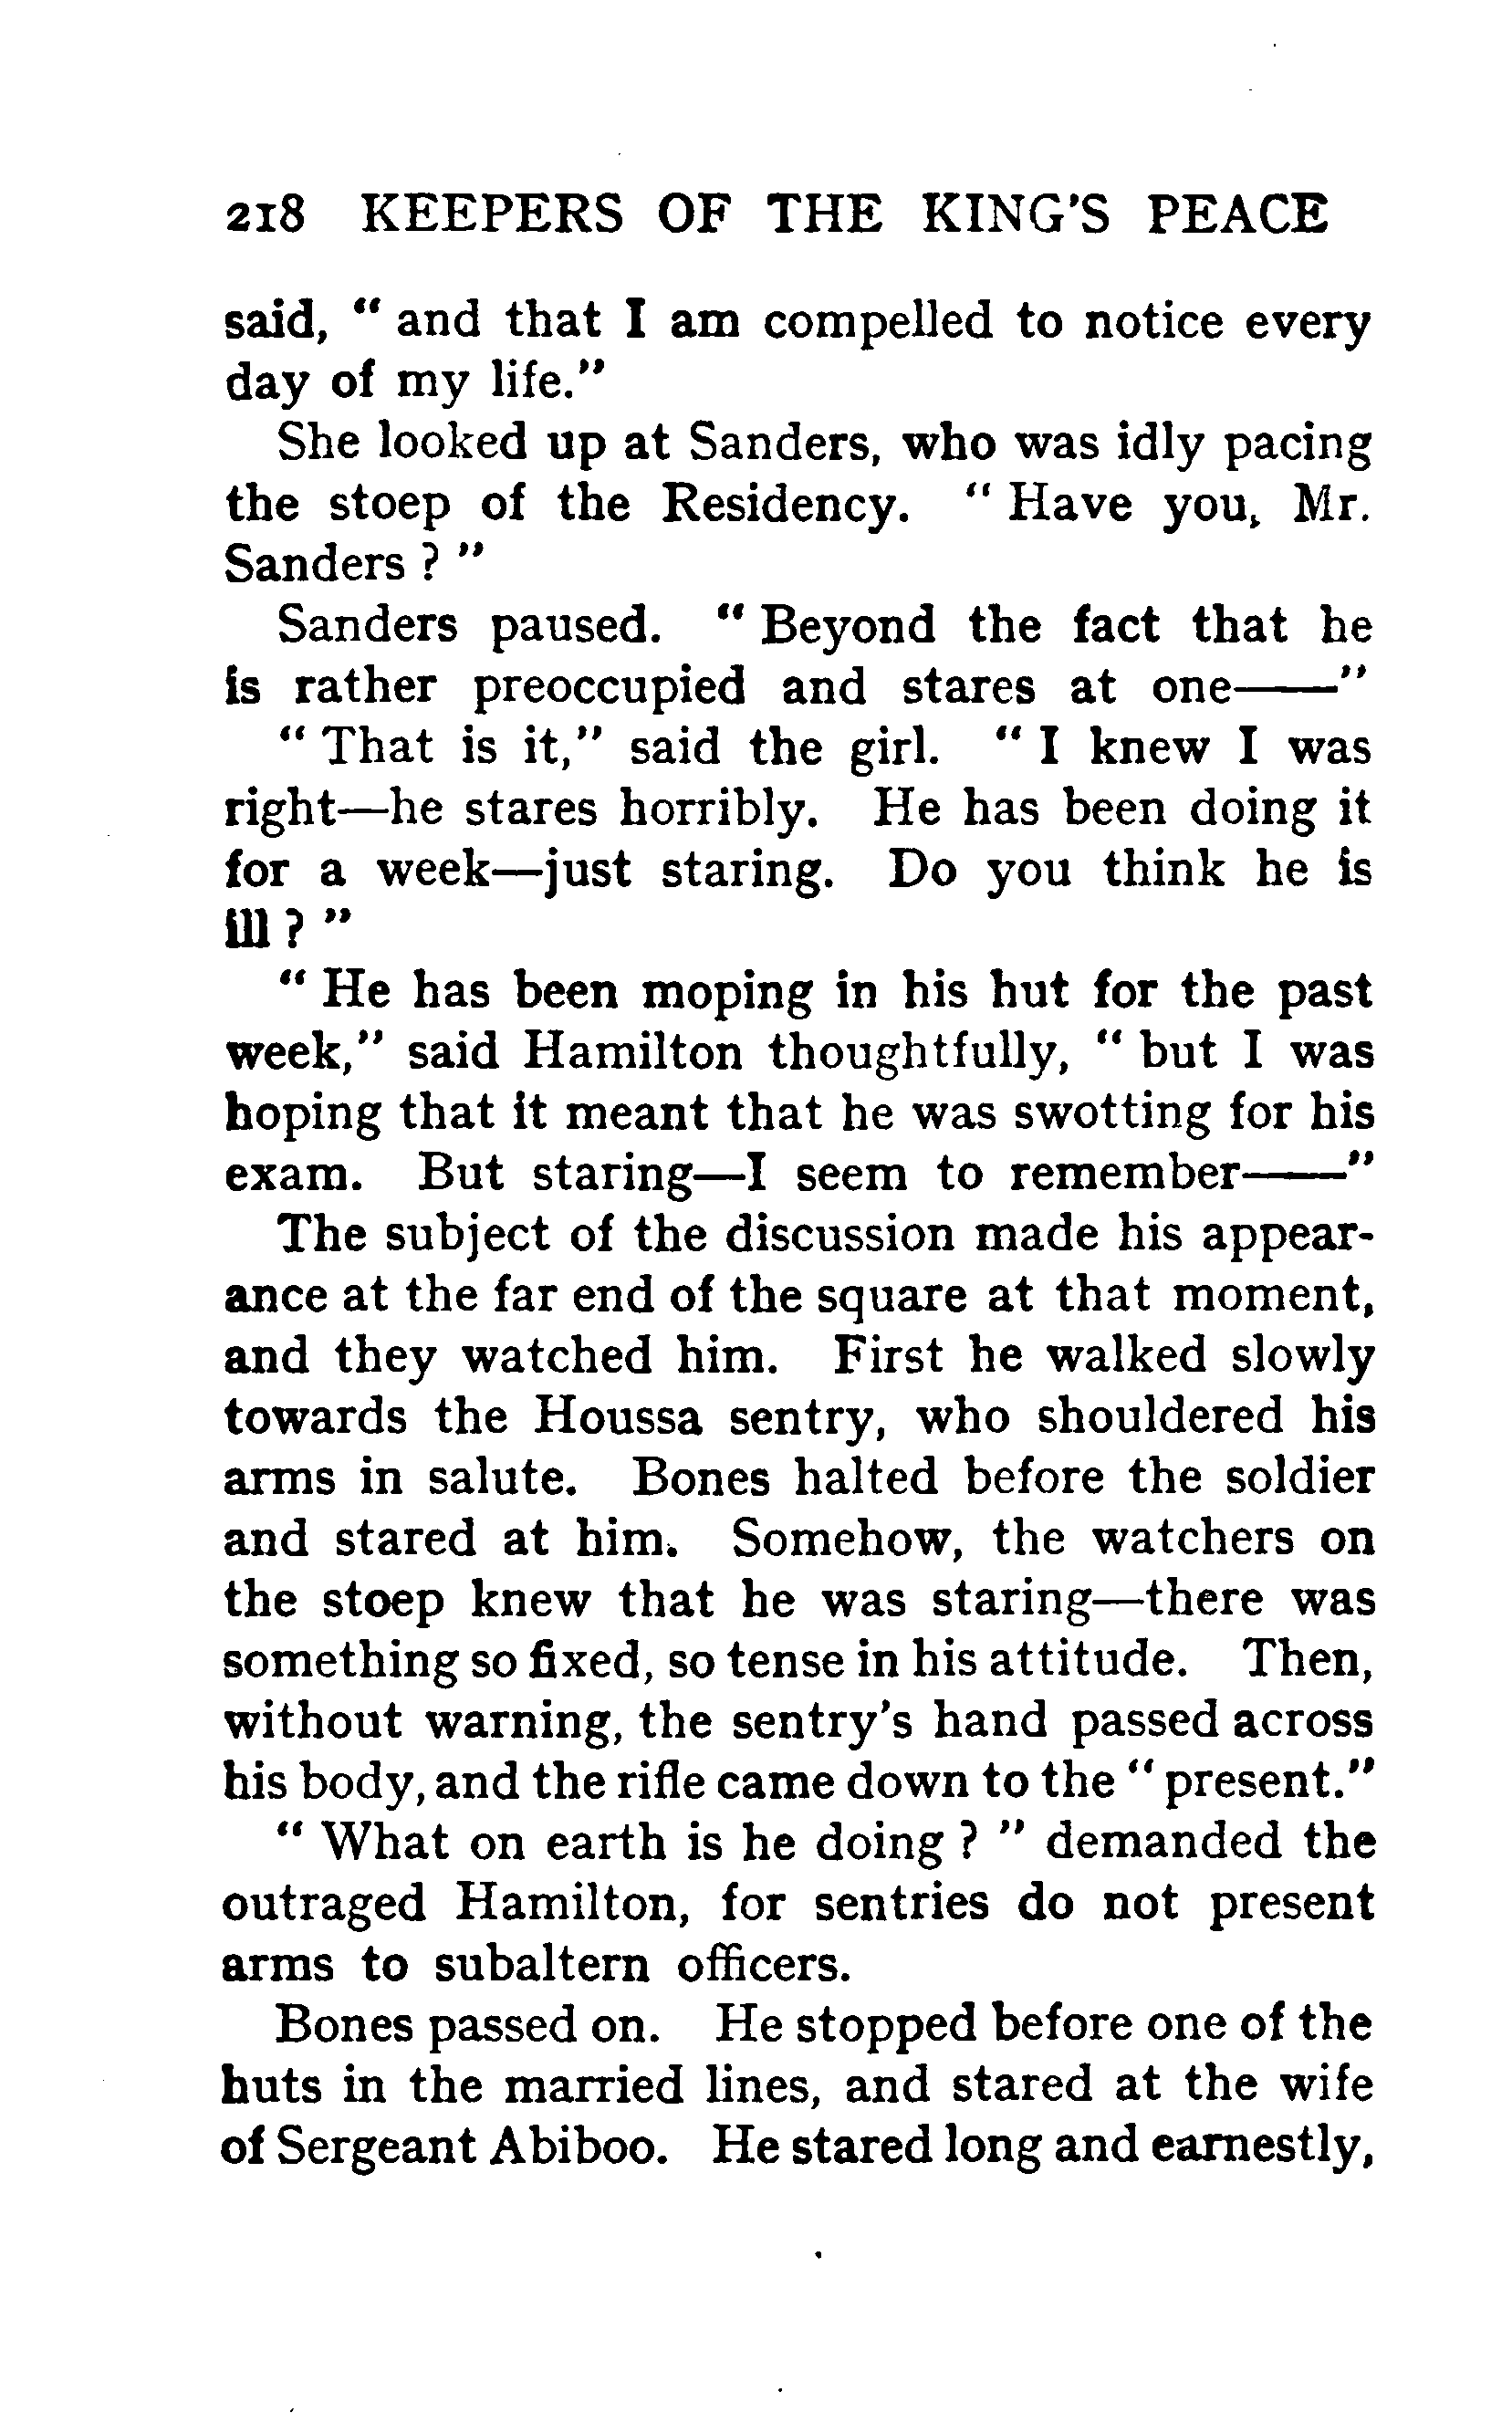 218 KEEPERS OF THE KING'S PEACE
said, " and that I am compelled to notice every
day of my life."
She looked up at Sanders, who was idly pacing
the stoep of the Residency. " Have you, Mr.
Sanders ? "
Sanders paused. " Beyond the fact that he
is rather preoccupied and stares at one——"
" That is it," said the girl. " I knew I was
right—he stares horribly. He has been doing it
for a week—just staring. Do you think he is
ill ? "
" He has been moping in his hut for the past
week," said Hamilton thoughtfully, " but I was
hoping that it meant that he was swotting for his
exam. But staring—I seem to remember——"
The subject of the discussion made his appear-
ance at the far end of the square at that moment,
and they watched him. First he walked slowly
towards the Houssa sentry, who shouldered his
arms in salute. Bones halted before the soldier
and stared at him. Somehow, the watchers on
the stoep knew that he was staring—there was
something so fixed, so tense in his attitude. Then,
without warning, the sentry's hand passed across
his body, and the rifle came down to the " present."
" What on earth is he doing ? " demanded the
outraged Hamilton, for sentries do not present
arms to subaltern officers.
Bones passed on. He stopped before one of the
huts in the married lines, and stared at the wife
of Sergeant Abiboo. He stared long and earnestly,